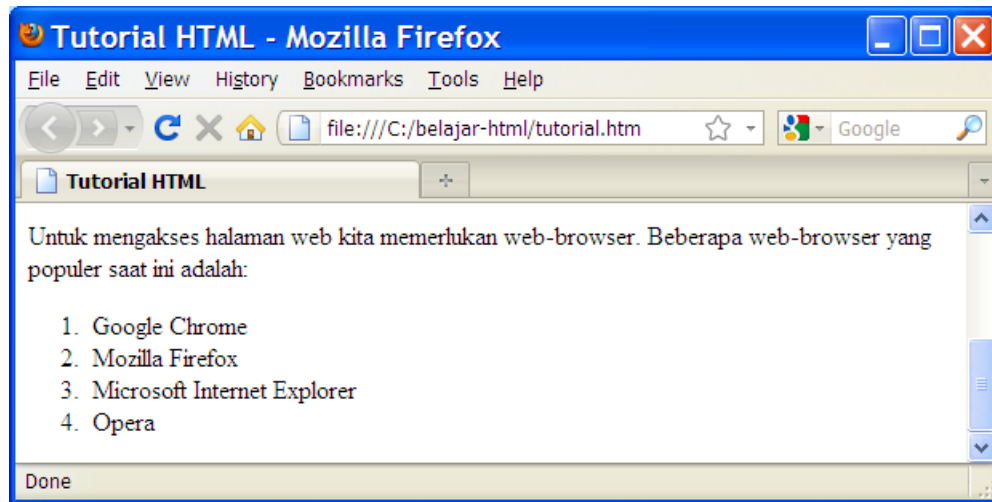 Tutorial HTML - Mozilla Firefox
File Edit View History Bookmarks Tools Help
file:///C:/belajar-html/tutorial.htm Google
Tutorial HTML
Untuk mengakses halaman web kita memerlukan web-browser. Beberapa web-browser yang
populer saat ini adalah:
1. Google Chrome
2. Mozilla Firefox
3. Microsoft Internet Explorer
4. Opera
Done